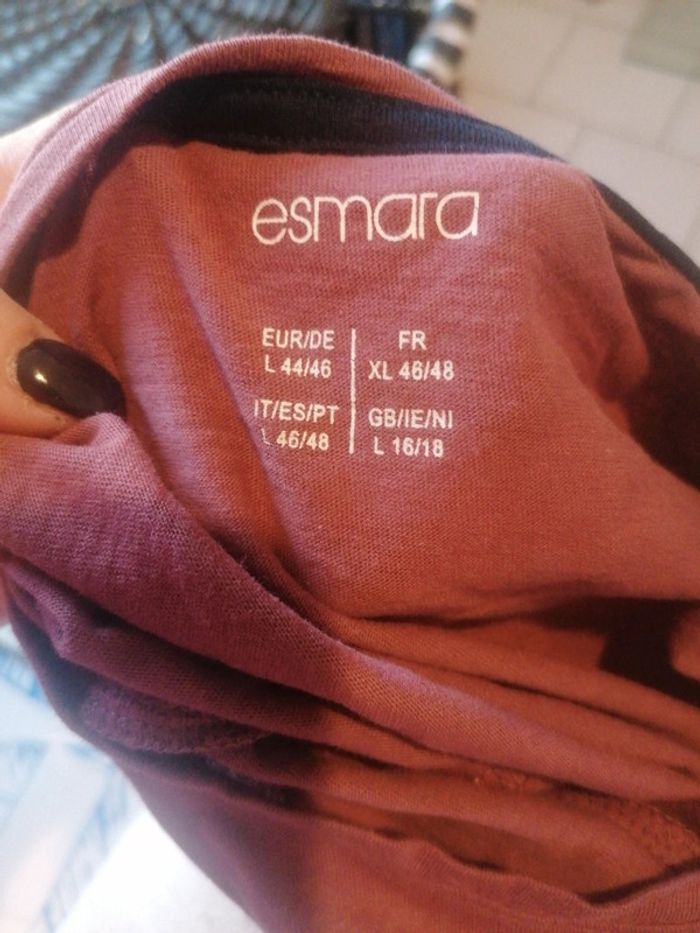 esmara
EUR/DE
L 44/46
FR
XL 46/48
IT/ES/PT
L 46/48
GB/IE/NI
L 16/18